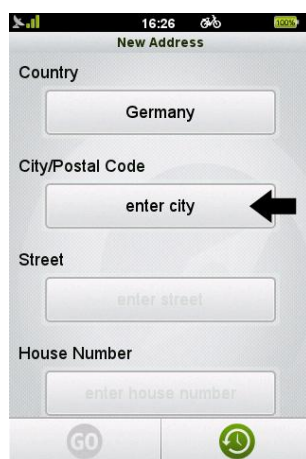 16:26 100%
New Address
Country
Germany
City/Postal Code
enter city
Street
enter street
House Number
enter house number
GO